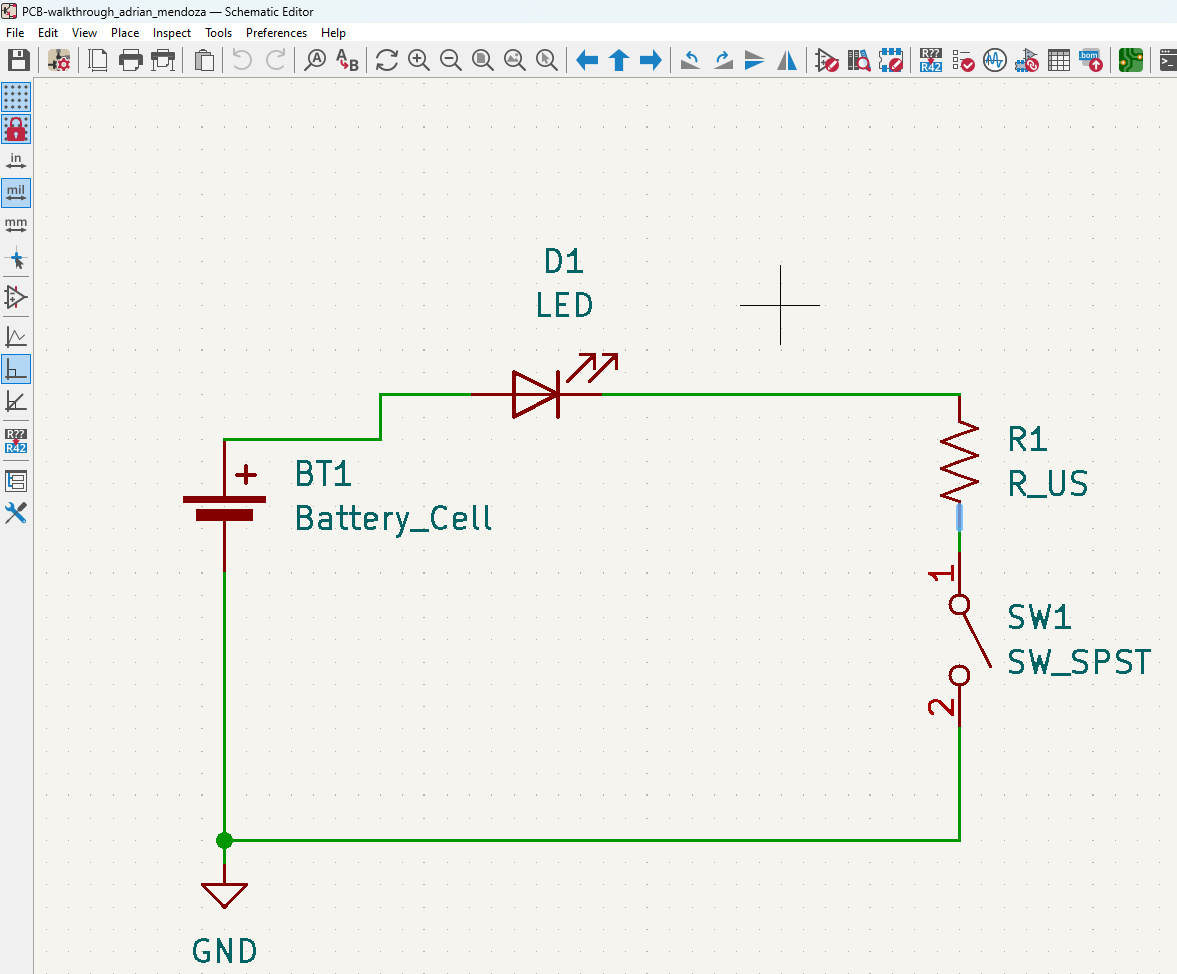 PCB-walkthrough_adrian_mendoza — Schematic Editor
File Edit View Place Inspect Tools Preferences Help
A
A B
R??
R42
bom
>_
in
mil
mm
R??
R42
D1
LED
+
BT1
Battery_Cell
R1
R_US
1
SW1
SW_SPST
2
GND